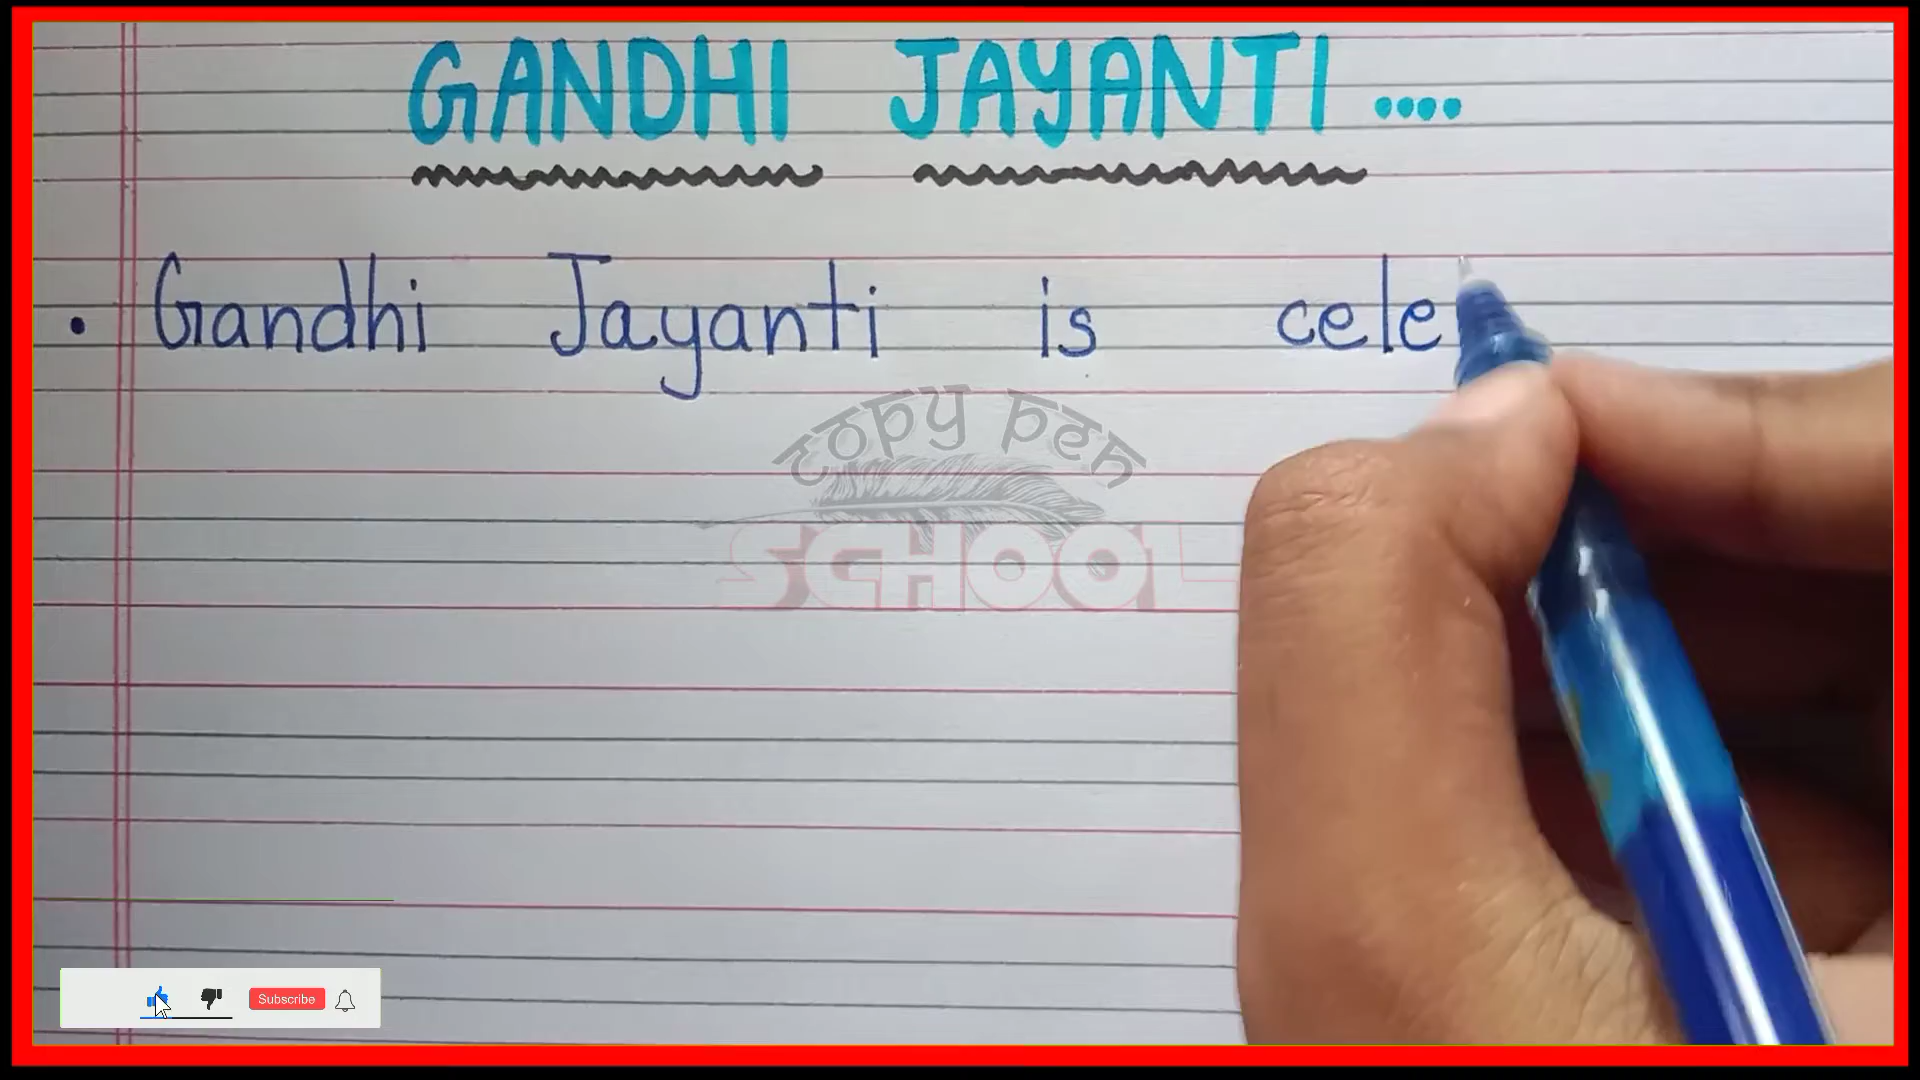 GANDHI JAYANTI....
• Gandhi Jayanti is cele
copy pen
SCHOOL
Subscribe